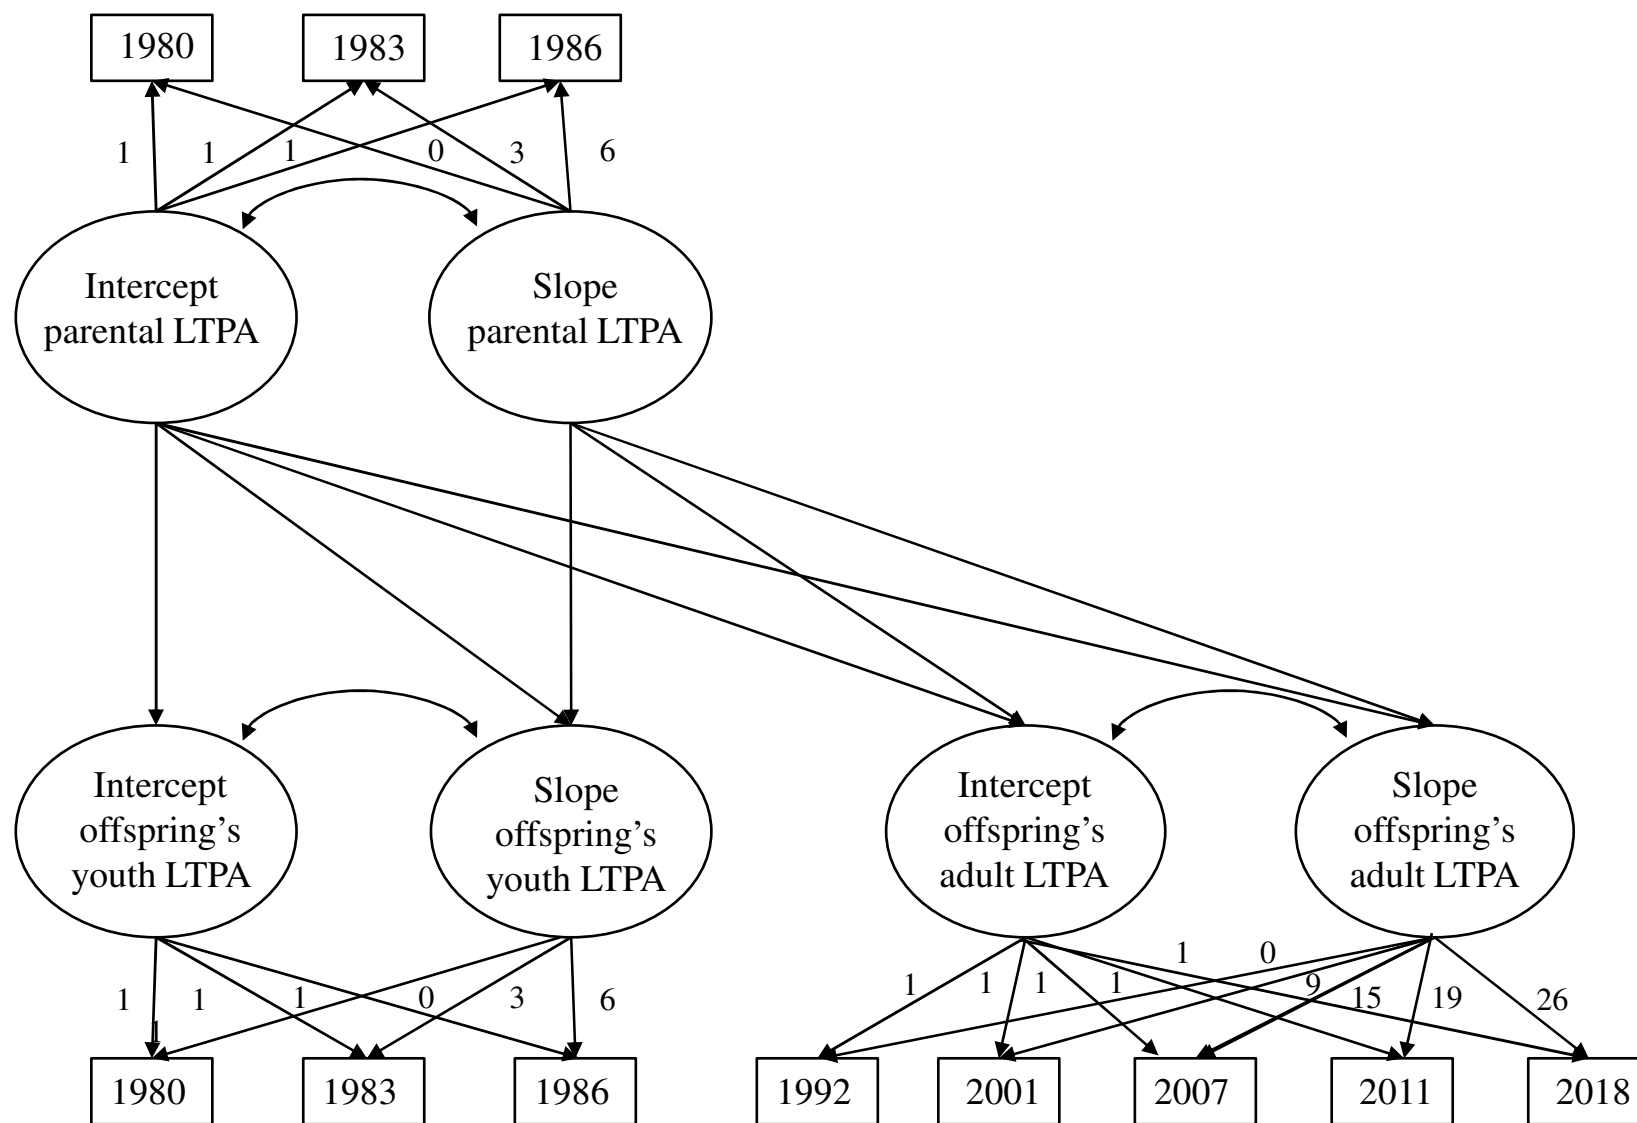 1980 1983 1986
1 1 1 0 3 6
Intercept
parental LTPA
Slope
parental LTPA
Intercept
offspring’s
youth LTPA
Slope
offspring’s
youth LTPA
Intercept
offspring’s
adult LTPA
Slope
offspring’s
adult LTPA
1 1 1 0 3 6
1
1 1 1 1 1 0 9 15 19 26
1980 1983 1986 1992 2001 2007 2011 2018